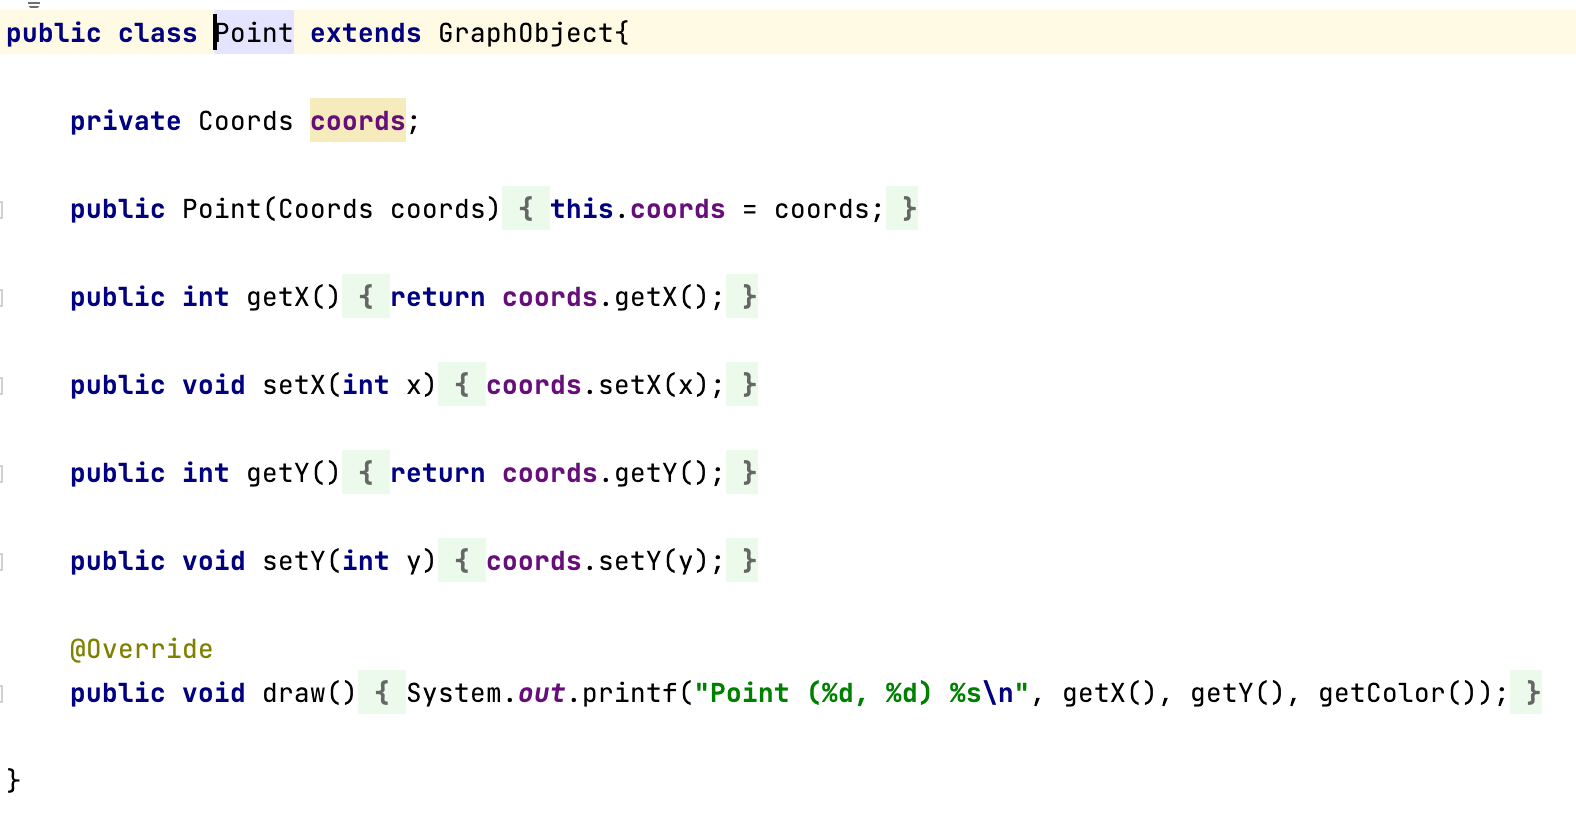 public class Point extends GraphObject{
private Coords coords;
public Point(Coords coords) { this.coords = coords; }
public int getX() { return coords.getX(); }
public void setX(int x) { coords.setX(x); }
public int getY() { return coords.getY(); }
public void setY(int y) { coords.setY(y); }
@Override
public void draw() { System.out.printf("Point (%d, %d) %s\n", getX(), getY(), getColor()); }
}